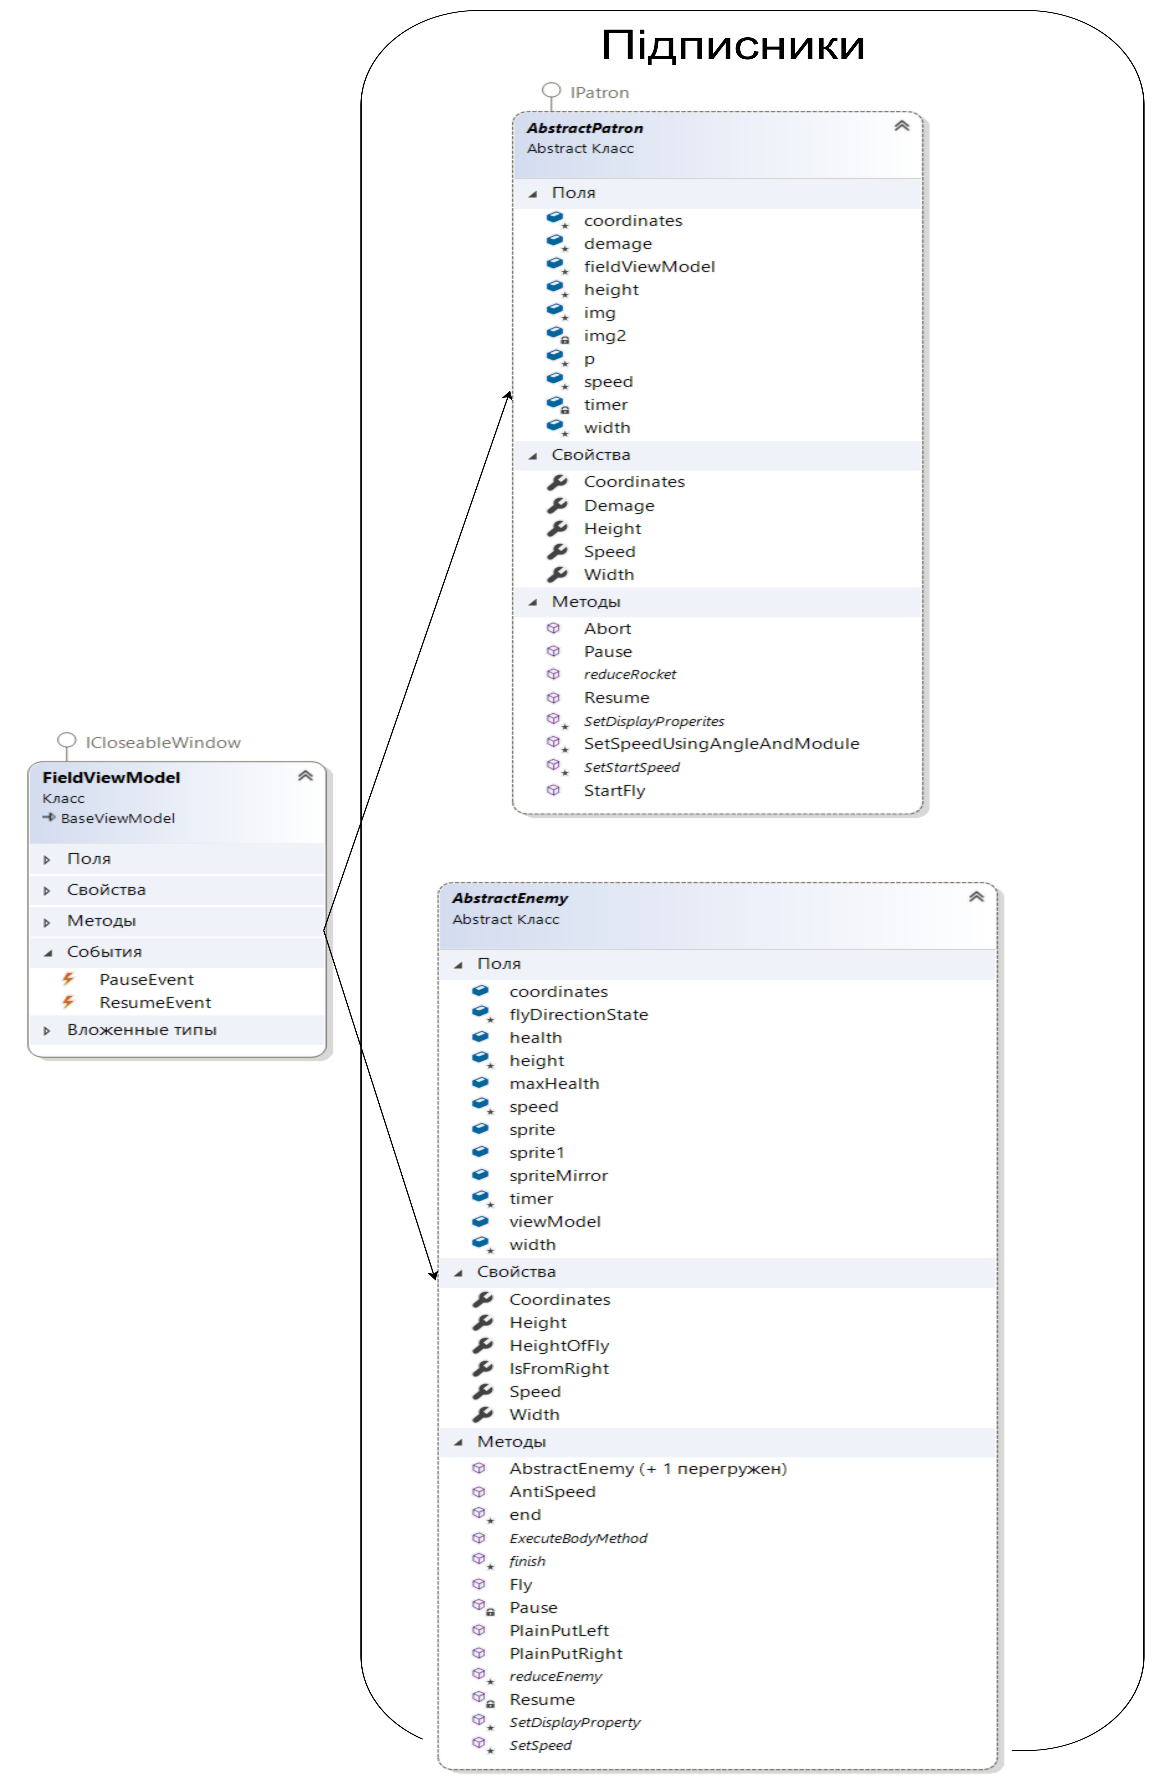 Підписники
IPatron
AbstractPatron
Abstract Класс
Поля
coordinates
demage
fieldViewModel
height
img
img2
p
speed
timer
width
Свойства
Coordinates
Demage
Height
Speed
Width
Методы
Abort
Pause
reduceRocket
Resume
SetDisplayProperites
SetSpeedUsingAngleAndModule
SetStartSpeed
StartFly
ICloseableWindow
FieldViewModel
Класс
BaseViewModel
Поля
Свойства
Методы
События
PauseEvent
ResumeEvent
Вложенные типы
AbstractEnemy
Abstract Класс
Поля
coordinates
flyDirectionState
health
height
maxHealth
speed
sprite
sprite1
spriteMirror
timer
viewModel
width
Свойства
Coordinates
Height
HeightOfFly
IsFromRight
Speed
Width
Методы
AbstractEnemy (+ 1 перегружен)
AntiSpeed
end
ExecuteBodyMethod
finish
Fly
Pause
PlainPutLeft
PlainPutRight
reduceEnemy
Resume
SetDisplayProperty
SetSpeed